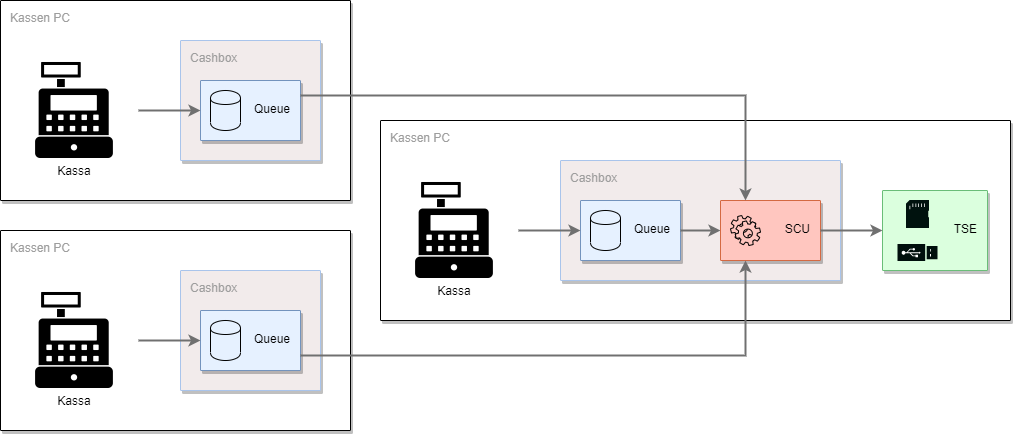 Kassen PC
Cashbox
Queue
Kassa
Kassen PC
Cashbox
Queue
SCU
TSE
Kassa
Kassen PC
Cashbox
Queue
Kassa